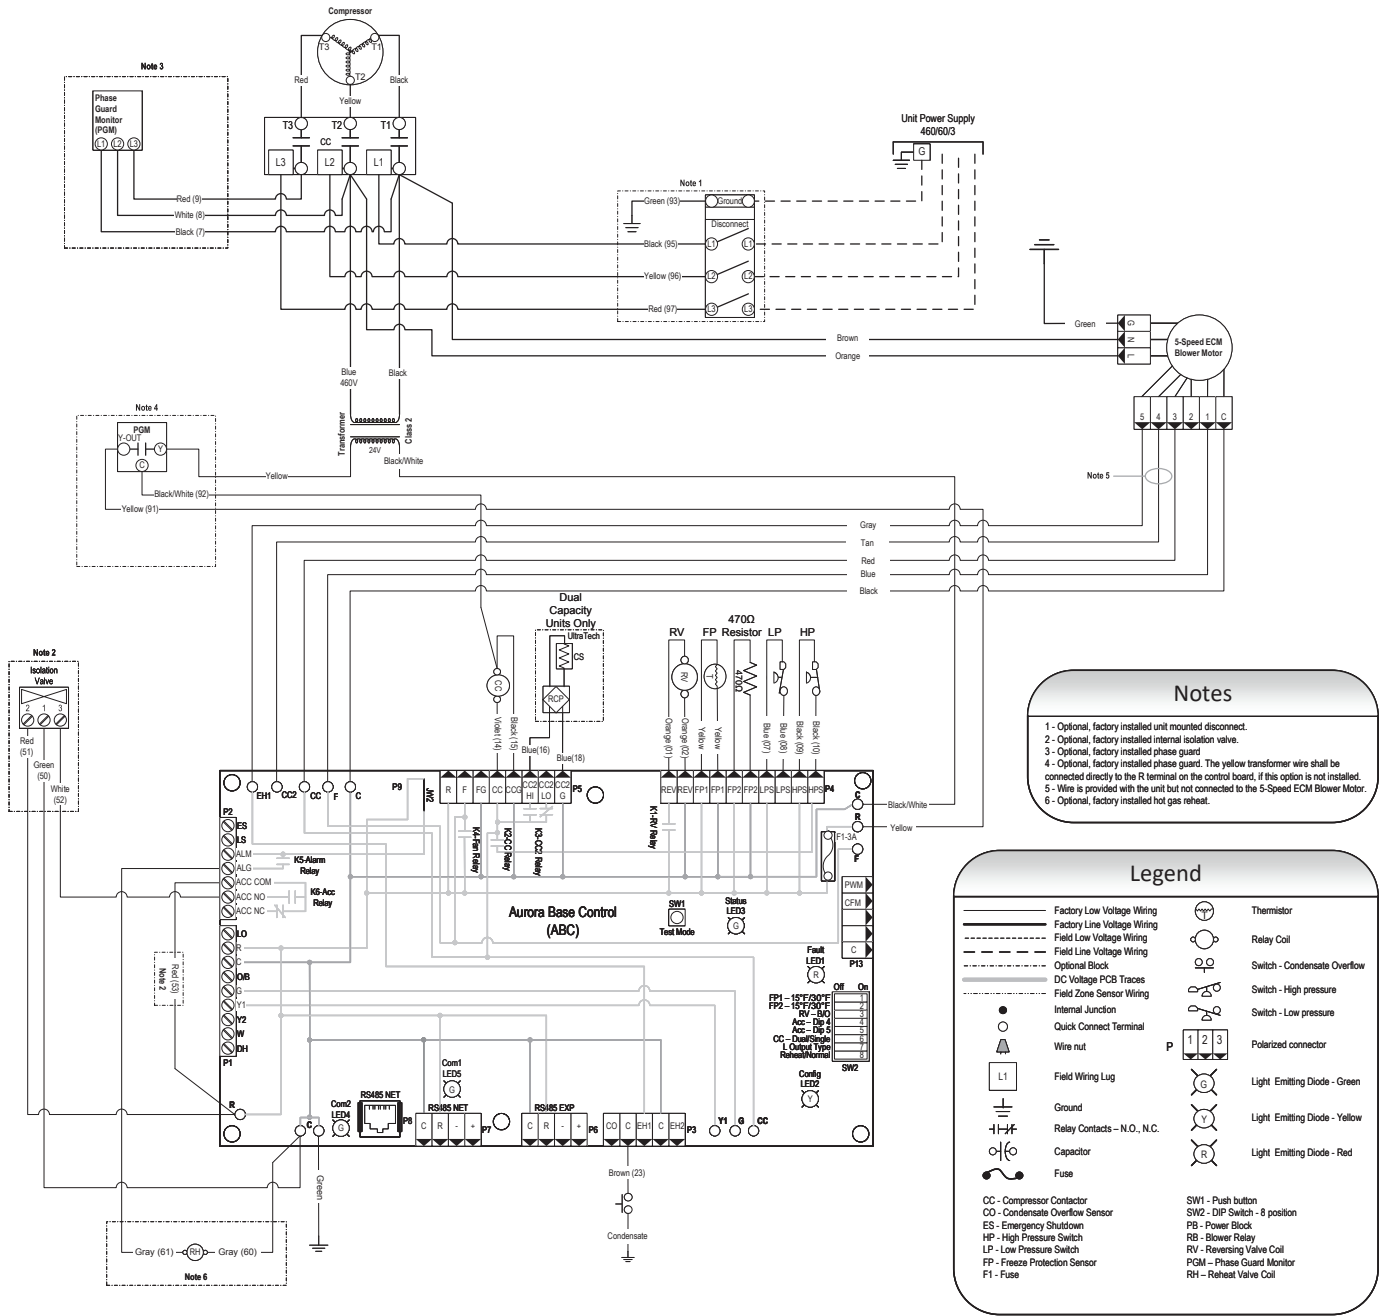 Compressor
T3
T1
T2
Red
Black
Yellow
Note 3
Phase
Guard
Monitor
(PGM)
L1 L2 L3
T3 T2 T1
CC
L3 L2 L1
Red (9)
White (8)
Black (7)
Unit Power Supply
460/60/3
G
Note 1
Green (93)
Ground
Disconnect
Black (95)
L1 L1
Yellow (96)
L2 L2
Red (97)
L3 L3
Green
Brown
Orange
G
N
L
5-Speed ECM
Blower Motor
5 4 3 2 1 C
Note 5
Blue
460V
Black
Transformer
Class 2
24V
Black/White
Note 4
PGM
Y-OUT
Y
C
Yellow
Black/White (92)
Yellow (91)
Gray
Tan
Red
Blue
Black
Dual
Capacity
Units Only
UltraTech
CS
RCP
CC
Violet (14)
Black (15)
Blue(16)
Blue(18)
RV FP
470Ω
Resistor
LP HP
RV
T
470Ω
Orange (01)
Orange (02)
Yellow
Yellow
Blue (07)
Blue (08)
Black (09)
Black (10)
Note 2
Isolation
Valve
2 1 3
Red
(51)
Green
(50)
White
(52)
EH1 CC2 CC F C
P9
JW2
R F FG CC CCG CC2 HI CC2 LO CC2 G
P5
REV REV FP1 FP1 FP2 FP2 LPS LPS HPS HPS
P4
C
R
F
Black/White
Yellow
F1-3A
P2
ES
LS
ALM
ALG
ACC COM
ACC NO
ACC NC
K5-Alarm
Relay
K6-Acc
Relay
K4-Fan Relay
K2-CC Relay
K3-CC2 Relay
K1-RV Relay
Aurora Base Control
(ABC)
SW1
Test Mode
Status
LED3
G
PWM
CFM
C
P13
Fault
LED1
R
LO
R
C
O/B
G
Y1
Y2
W
DH
P1
Red (53)
Note 2
Off On
FP1 – 15°F/30°F 1
FP2 – 15°F/30°F 2
RV – B/O 3
Acc – Dip 4 4
Acc – Dip 5 5
CC – Dual/Single 6
L Output Type 7
Reheat/Normal 8
SW2
Config
LED2
Y
R
C
Com2
LED4
G
RS485 NET
P8
Com1
LED5
G
RS485 NET
C R - +
P7
RS485 EXP
C R - +
P6
CO C EH1 C EH2
P3
Y1 G CC
Green
Brown (23)
Condensate
Gray (61)
RH
Gray (60)
Note 6
Notes
1 - Optional, factory installed unit mounted disconnect.
2 - Optional, factory installed internal isolation valve.
3 - Optional, factory installed phase guard
4 - Optional, factory installed phase guard. The yellow transformer wire shall be
connected directly to the R terminal on the control board, if this option is not installed.
5 - Wire is provided with the unit but not connected to the 5-Speed ECM Blower Motor.
6 - Optional, factory installed hot gas reheat.
Legend
Factory Low Voltage Wiring
Factory Line Voltage Wiring
Field Low Voltage Wiring
Field Line Voltage Wiring
Optional Block
DC Voltage PCB Traces
Field Zone Sensor Wiring
Internal Junction
Quick Connect Terminal
Wire nut
L1
Field Wiring Lug
Ground
Relay Contacts – N.O., N.C.
Capacitor
Fuse
Thermistor
Relay Coil
Switch - Condensate Overflow
Switch - High pressure
Switch - Low pressure
P 1 2 3
Polarized connector
G
Light Emitting Diode - Green
Y
Light Emitting Diode - Yellow
R
Light Emitting Diode - Red
CC - Compressor Contactor
CO - Condensate Overflow Sensor
ES - Emergency Shutdown
HP - High Pressure Switch
LP - Low Pressure Switch
FP - Freeze Protection Sensor
F1 - Fuse
SW1 - Push button
SW2 - DIP Switch - 8 position
PB - Power Block
RB - Blower Relay
RV - Reversing Valve Coil
PGM – Phase Guard Monitor
RH – Reheat Valve Coil